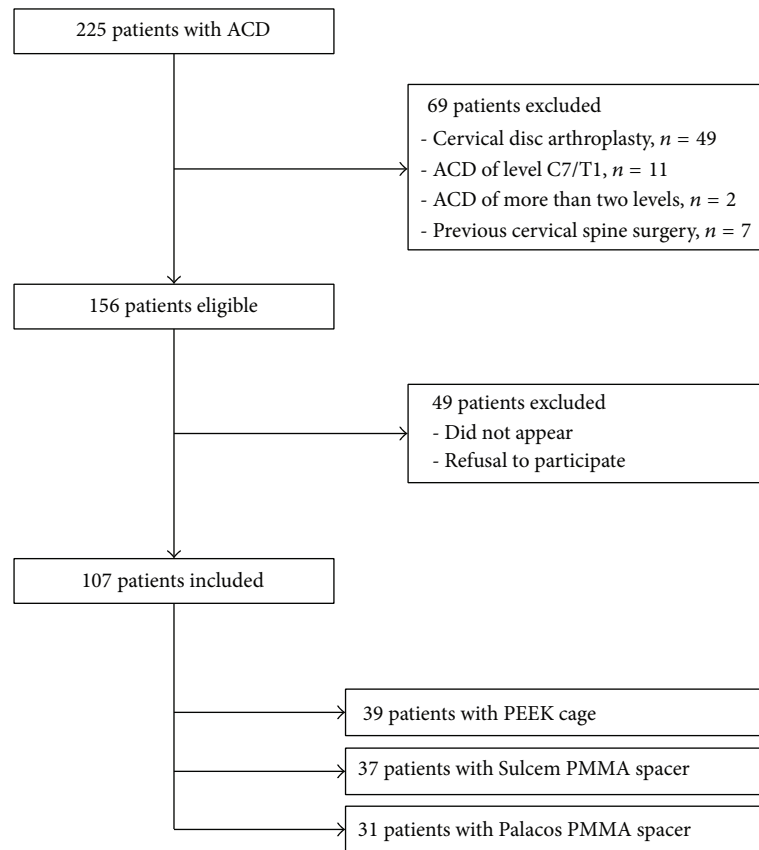 225 patients with ACD
69 patients excluded
- Cervical disc arthroplasty, n = 49
- ACD of level C7/T1, n = 11
- ACD of more than two levels, n = 2
- Previous cervical spine surgery, n = 7
156 patients eligible
49 patients excluded
- Did not appear
- Refusal to participate
107 patients included
39 patients with PEEK cage
37 patients with Sulcem PMMA spacer
31 patients with Palacos PMMA spacer